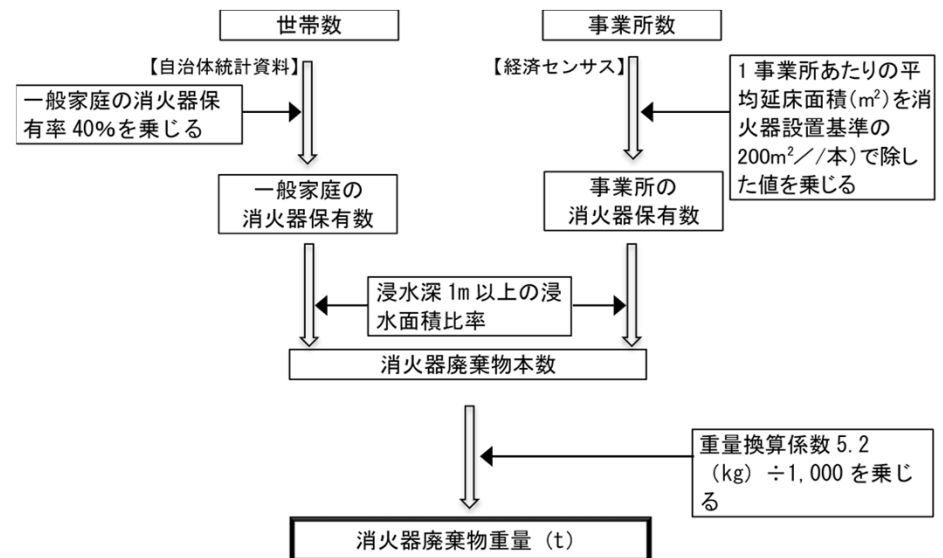 世帯数
事業所数
【自治体統計資料】
【経済センサス】
一般家庭の消火器保
有率 40%を乗じる
1 事業所あたりの平
均延床面積(m²)を消
火器設置基準の
200m²／/本)で除し
た値を乗じる
一般家庭の
消火器保有数
事業所の
消火器保有数
浸水深 1m 以上の浸
水面積比率
消火器廃棄物本数
重量換算係数 5.2
（kg）÷1,000 を乗じ
る
消火器廃棄物重量（t）